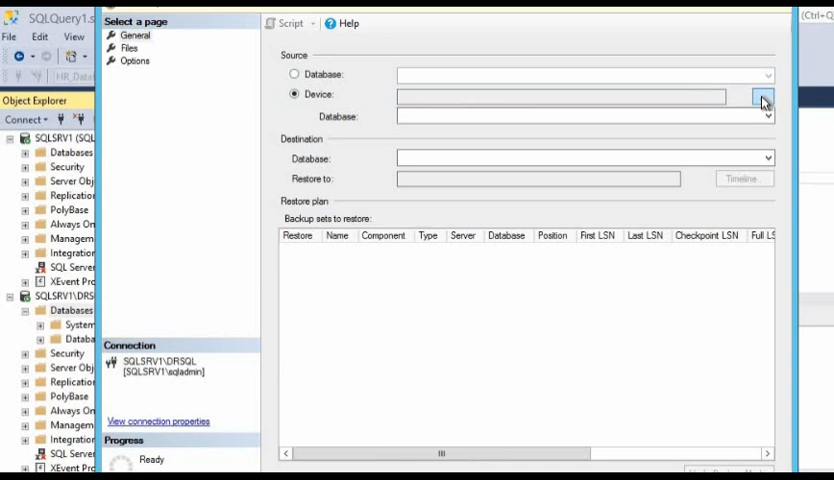 SQLQuery1.s
(Ctrl+Q
File Edit View
HR_Data
Object Explorer
Connect
SQLSRV1 (SQL
Databases
Security
Server Obj
Replication
PolyBase
Always On
Managem
Integration
SQL Server
XEvent Pro
SQLSRV1\DRS
Databases
System
Databa
Security
Server Obj
Replication
PolyBase
Always On
Managem
Integration
SQL Server
XEvent Pro
Select a page
General
Files
Options
Connection
SQLSRV1\DRSQL
[SQLSRV1\sqladmin]
View connection properties
Progress
Ready
Script Help
Source
Database:
Device:
Database:
Destination
Database:
Restore to:
Timeline...
Restore plan
Backup sets to restore:
Restore Name Component Type Server Database Position First LSN Last LSN Checkpoint LSN Full LS